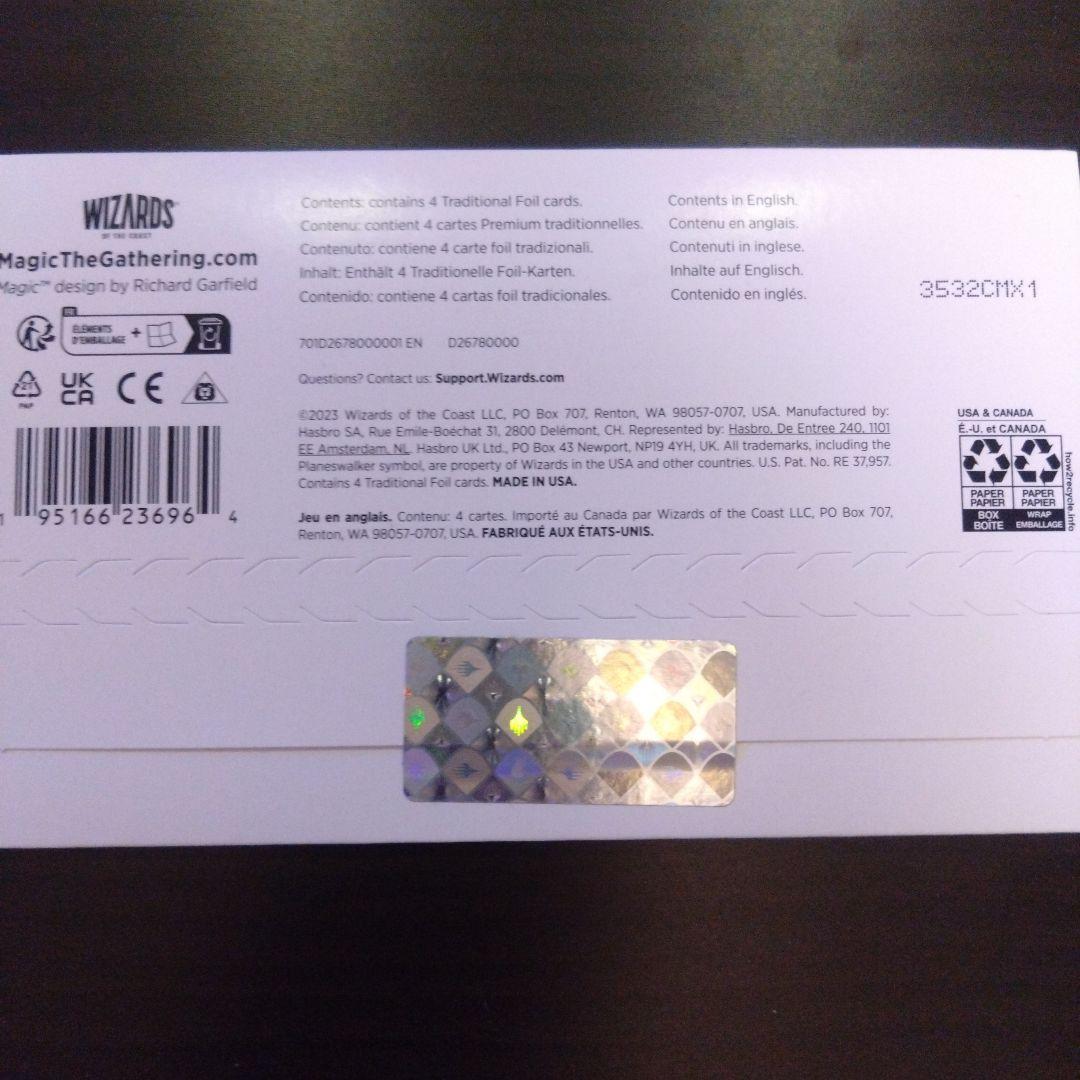 WIZARDS
OF THE COAST
MagicTheGathering.com
Magic™ design by Richard Garfield
FR
ÉLÉMENTS
D'EMBALLAGE
+
21
PAP
UK
CA
CE
1 95166 23696 4
Contents: contains 4 Traditional Foil cards.
Contenu: contient 4 cartes Premium traditionnelles.
Contenuto: contiene 4 carte foil tradizionali.
Inhalt: Enthält 4 Traditionelle Foil-Karten.
Contenido: contiene 4 cartas foil tradicionales.
Contents in English.
Contenu en anglais.
Contenuti in inglese.
Inhalte auf Englisch.
Contenido en inglés.
3532CMX1
701D2678000001 EN D26780000
Questions? Contact us: Support.Wizards.com
©2023 Wizards of the Coast LLC, PO Box 707, Renton, WA 98057-0707, USA. Manufactured by:
Hasbro SA, Rue Emile-Boéchat 31, 2800 Delémont, CH. Represented by: Hasbro, De Entree 240, 1101
EE Amsterdam, NL. Hasbro UK Ltd., PO Box 43 Newport, NP19 4YH, UK. All trademarks, including the
Planeswalker symbol, are property of Wizards in the USA and other countries. U.S. Pat. No. RE 37,957.
Contains 4 Traditional Foil cards. MADE IN USA.
Jeu en anglais. Contenu: 4 cartes. Importé au Canada par Wizards of the Coast LLC, PO Box 707,
Renton, WA 98057-0707, USA. FABRIQUÉ AUX ÉTATS-UNIS.
USA & CANADA
É.-U. et CANADA
PAPER
PAPIER
BOX
BOÎTE
PAPER
PAPIER
WRAP
EMBALLAGE
how2recycle.info